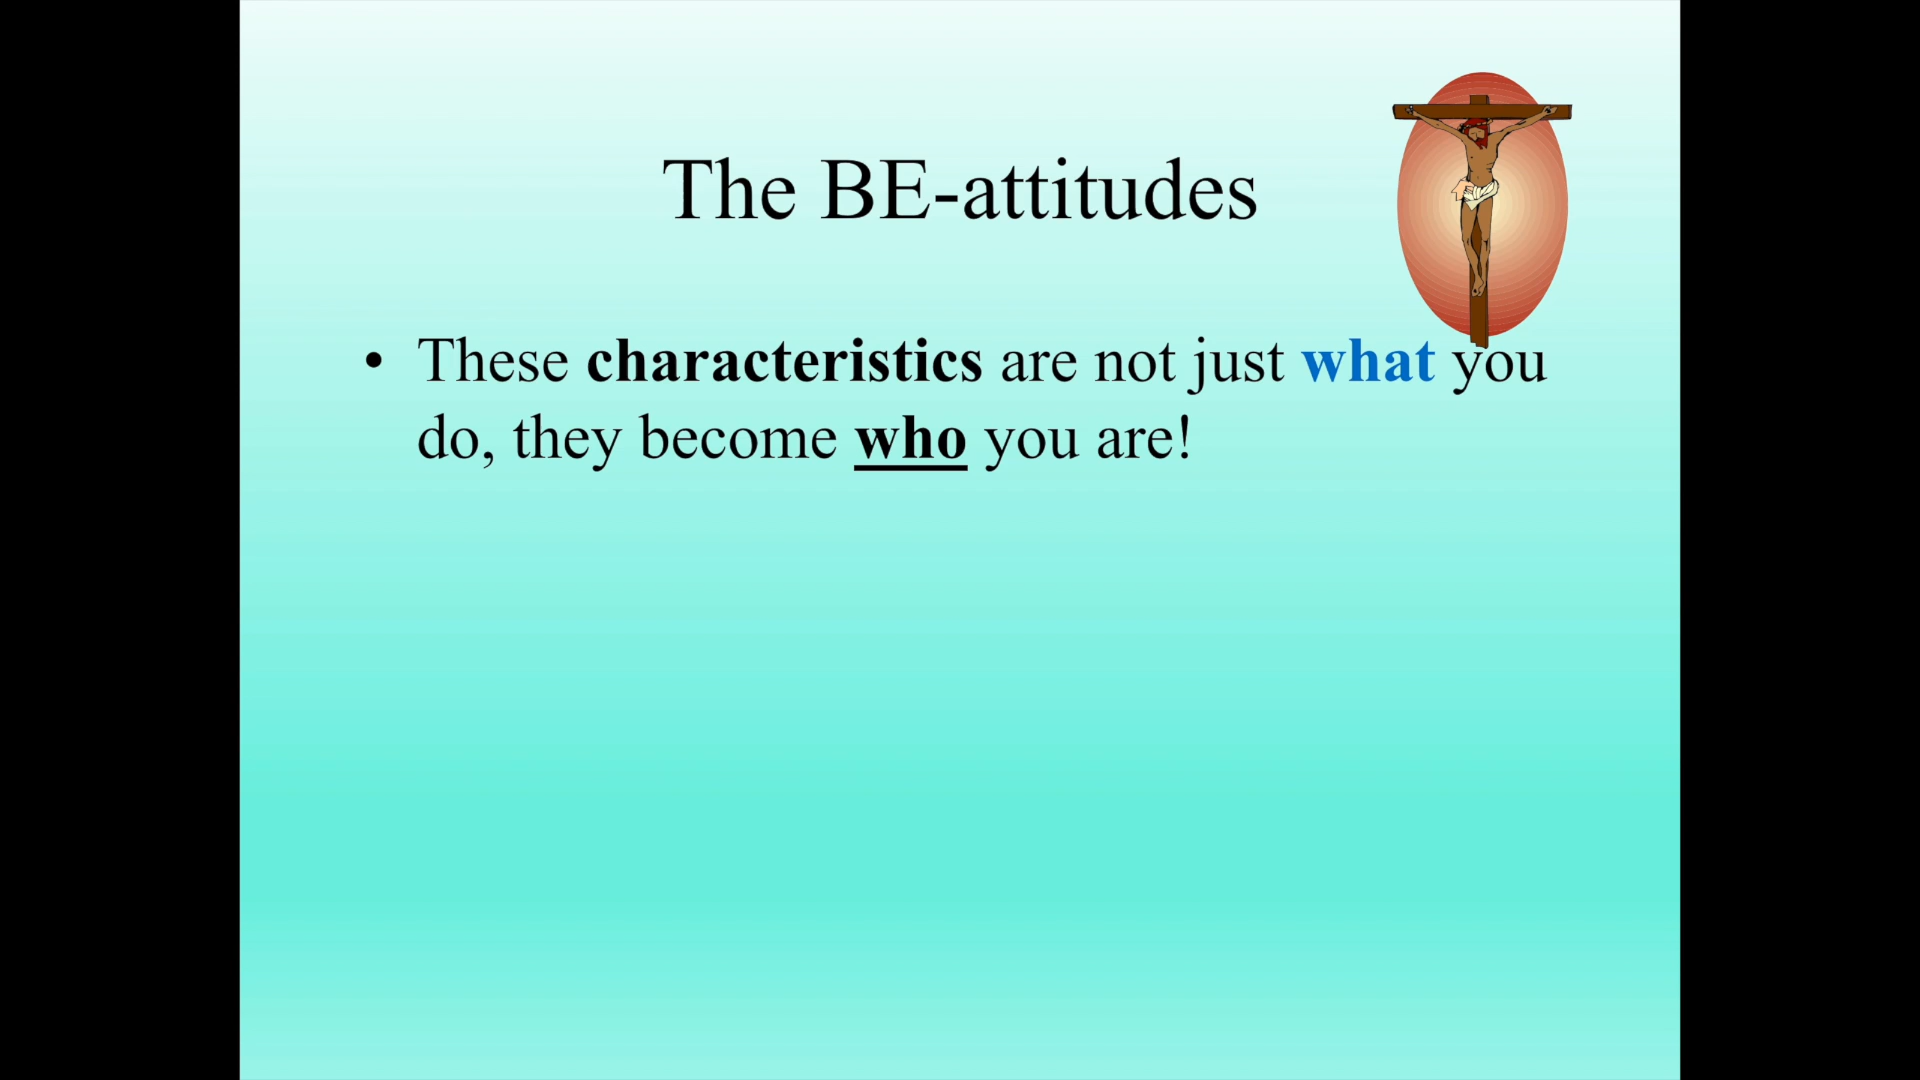 The BE-attitudes
• These characteristics are not just what you
do, they become who you are!